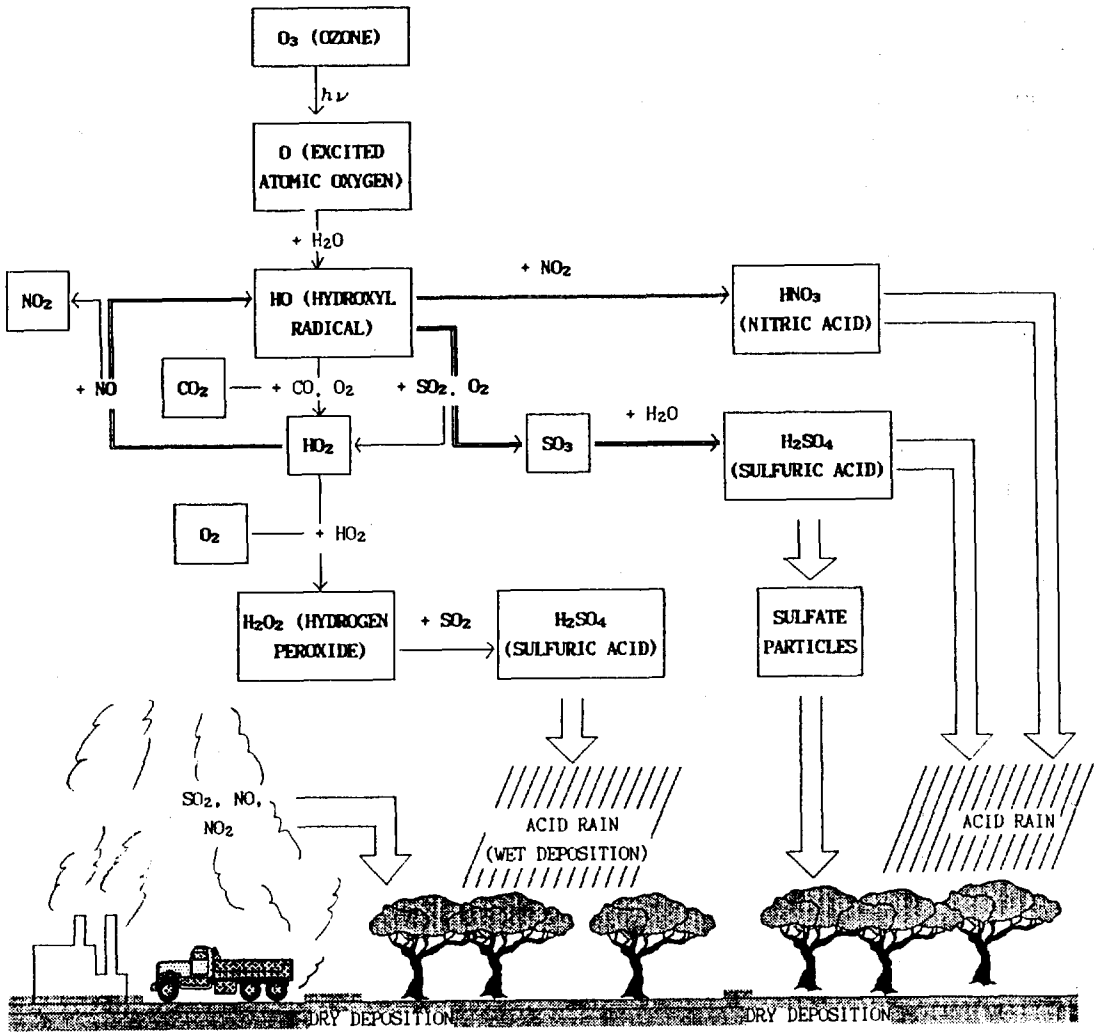 O₃ (OZONE)
hν
O (EXCITED
ATOMIC OXYGEN)
+ H₂O
NO₂
HO (HYDROXYL
RADICAL)
+ NO₂
HNO₃
(NITRIC ACID)
+ NO
CO₂
+ CO, O₂
+ SO₂, O₂
HO₂
SO₃
+ H₂O
H₂SO₄
(SULFURIC ACID)
O₂
+ HO₂
H₂O₂ (HYDROGEN
PEROXIDE)
+ SO₂
H₂SO₄
(SULFURIC ACID)
SULFATE
PARTICLES
SO₂, NO,
NO₂
ACID RAIN
(WET DEPOSITION)
ACID RAIN
DRY DEPOSITION
DRY DEPOSITION